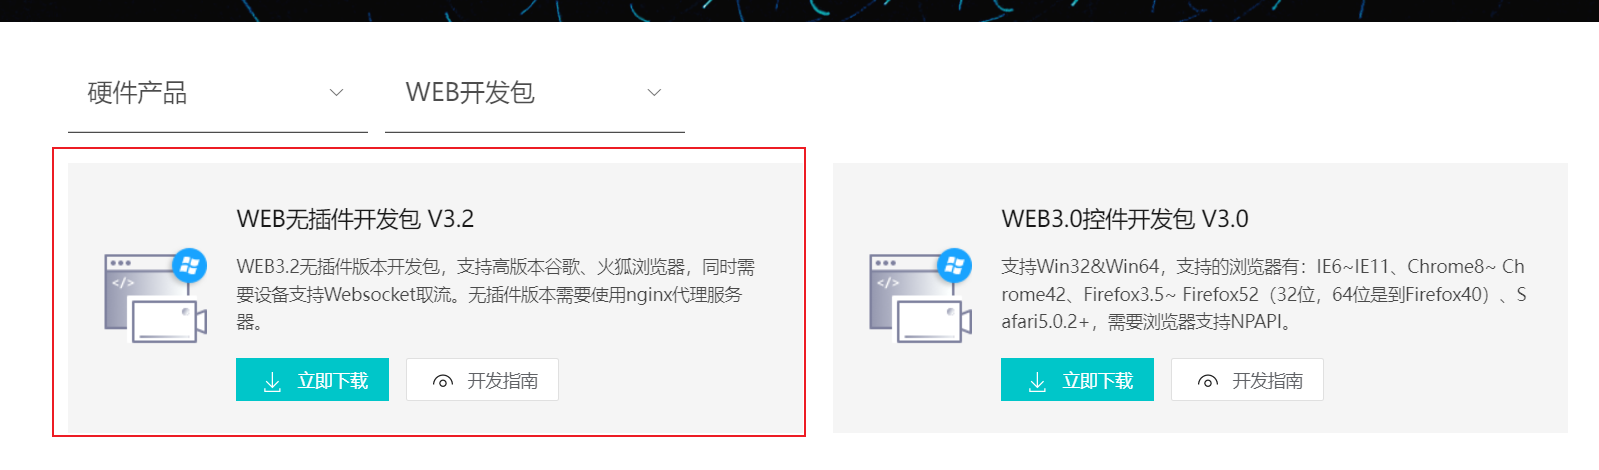 硬件产品
WEB开发包
WEB无插件开发包 V3.2
WEB3.2无插件版本开发包，支持高版本谷歌、火狐浏览器，同时需
要设备支持Websocket取流。无插件版本需要使用nginx代理服务
器。
立即下载
开发指南
WEB3.0控件开发包 V3.0
支持Win32&Win64，支持的浏览器有：IE6~IE11、Chrome8~ Ch
rome42、Firefox3.5~ Firefox52（32位，64位是到Firefox40）、S
afari5.0.2+，需要浏览器支持NPAPI。
立即下载
开发指南